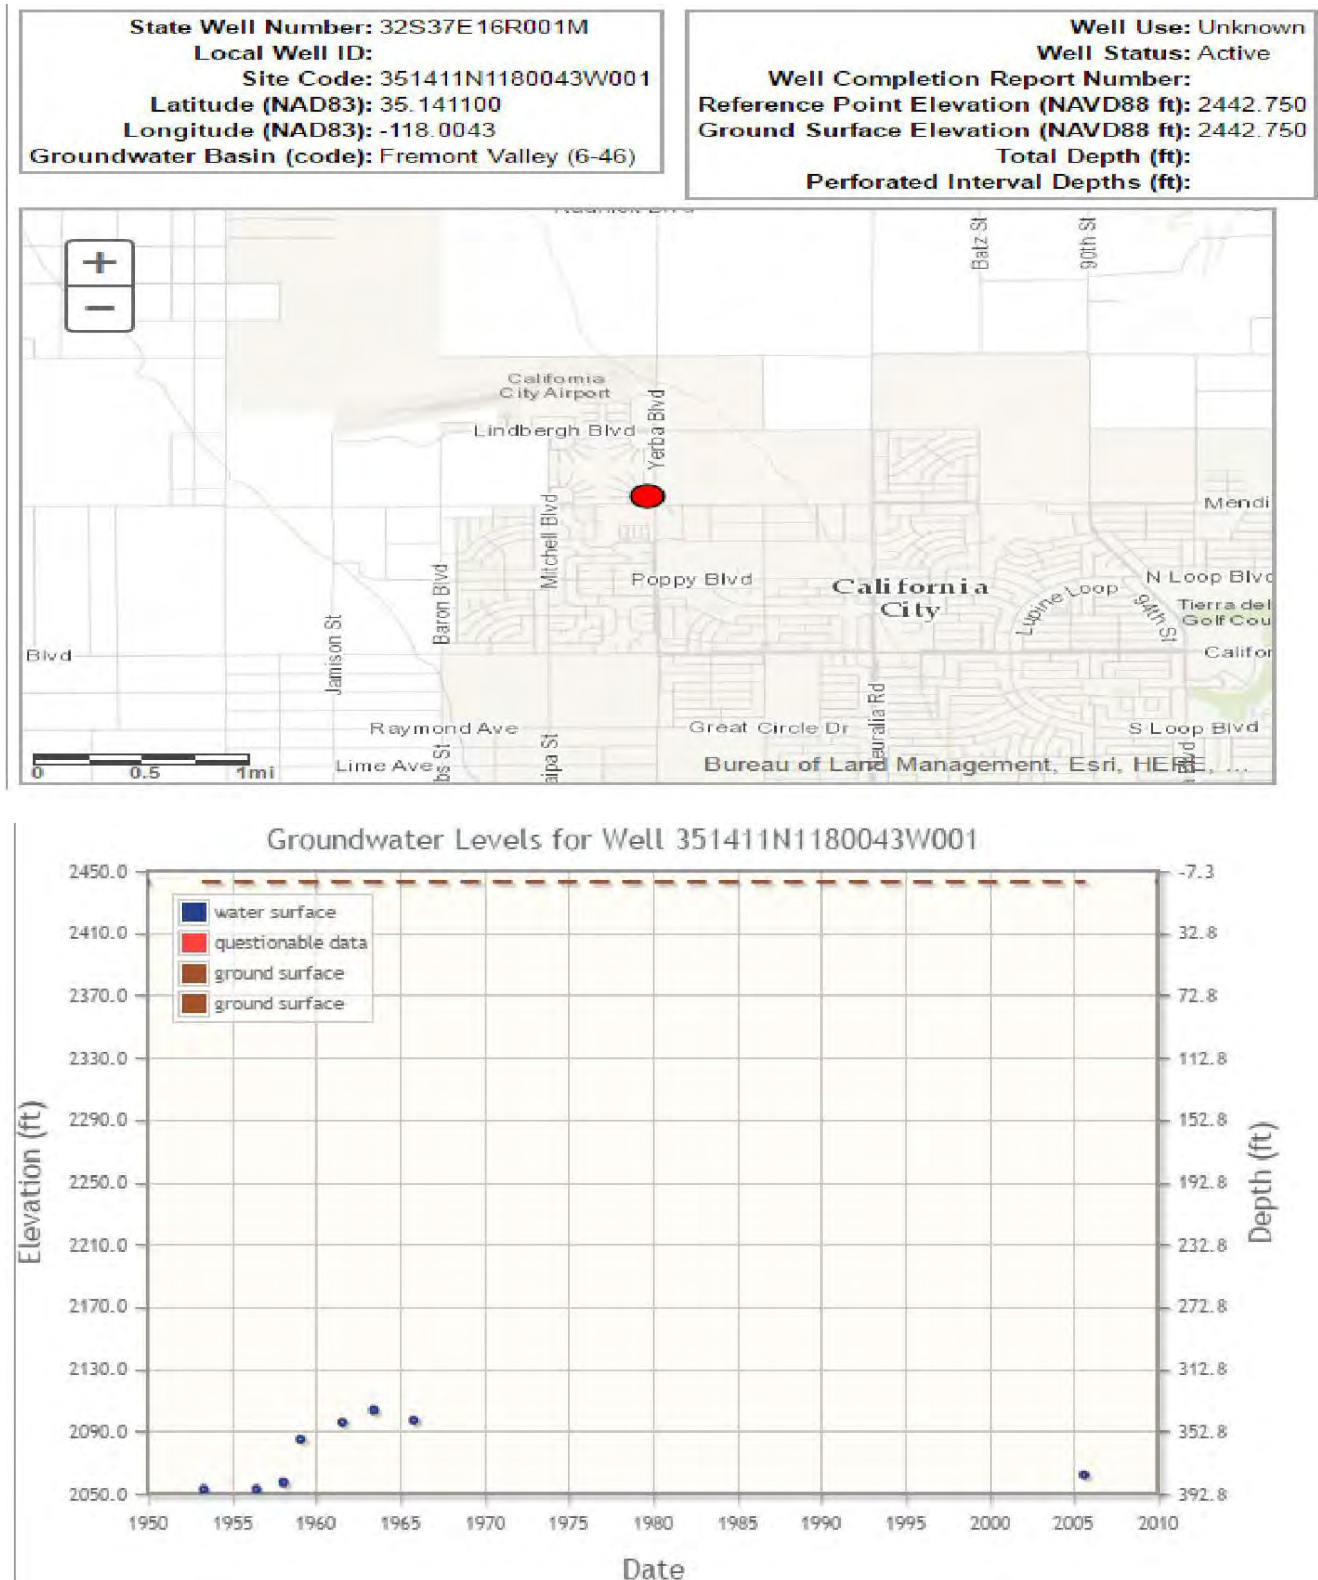 State Well Number: 32S37E16R001M
Local Well ID:
Site Code: 351411N1180043W001
Latitude (NAD83): 35.141100
Longitude (NAD83): -118.0043
Groundwater Basin (code): Fremont Valley (6-46)
Well Use: Unknown
Well Status: Active
Well Completion Report Number:
Reference Point Elevation (NAVD88 ft): 2442.750
Ground Surface Elevation (NAVD88 ft): 2442.750
Total Depth (ft):
Perforated Interval Depths (ft):
+
−
Batz St
90th St
California
City Airport
Lindbergh Blvd
Yerba Blvd
Mendi
Mitchell Blvd
Baron Blvd
Poppy Blvd
California
City
Lupine Loop
94th St
N Loop Blvd
Tierra del
Golf Cou
Blvd
Jamison St
Califor
Raymond Ave
Great Circle Dr
euralia Rd
S Loop Blvd
Blvd
0 0.5 1mi
Lime Ave
bs St
aipa St
Bureau of Land Management, Esri, HERE, ...
Groundwater Levels for Well 351411N1180043W001
2450.0
2410.0
2370.0
2330.0
2290.0
2250.0
2210.0
2170.0
2130.0
2090.0
2050.0
Elevation (ft)
water surface
questionable data
ground surface
ground surface
-7.3
32.8
72.8
112.8
152.8
192.8
232.8
272.8
312.8
352.8
392.8
Depth (ft)
1950 1955 1960 1965 1970 1975 1980 1985 1990 1995 2000 2005 2010
Date